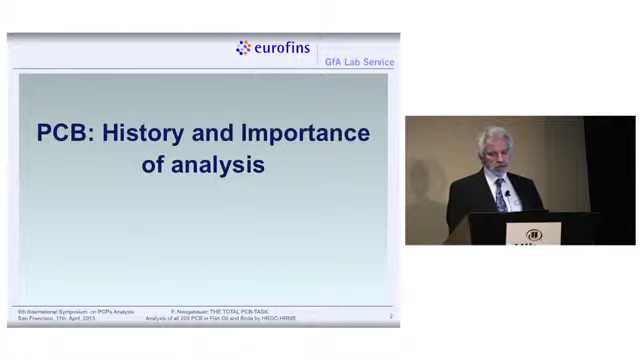 eurofins
GfA Lab Service
PCB: History and Importance
of analysis
6th International Symposium on POPs Analysis
San Francisco, 11th April, 2013
F. Neugebauer: THE TOTAL PCB-TASK:
Analysis of all 209 PCB in Fish Oil and Biota by HRGC-HRMS
2